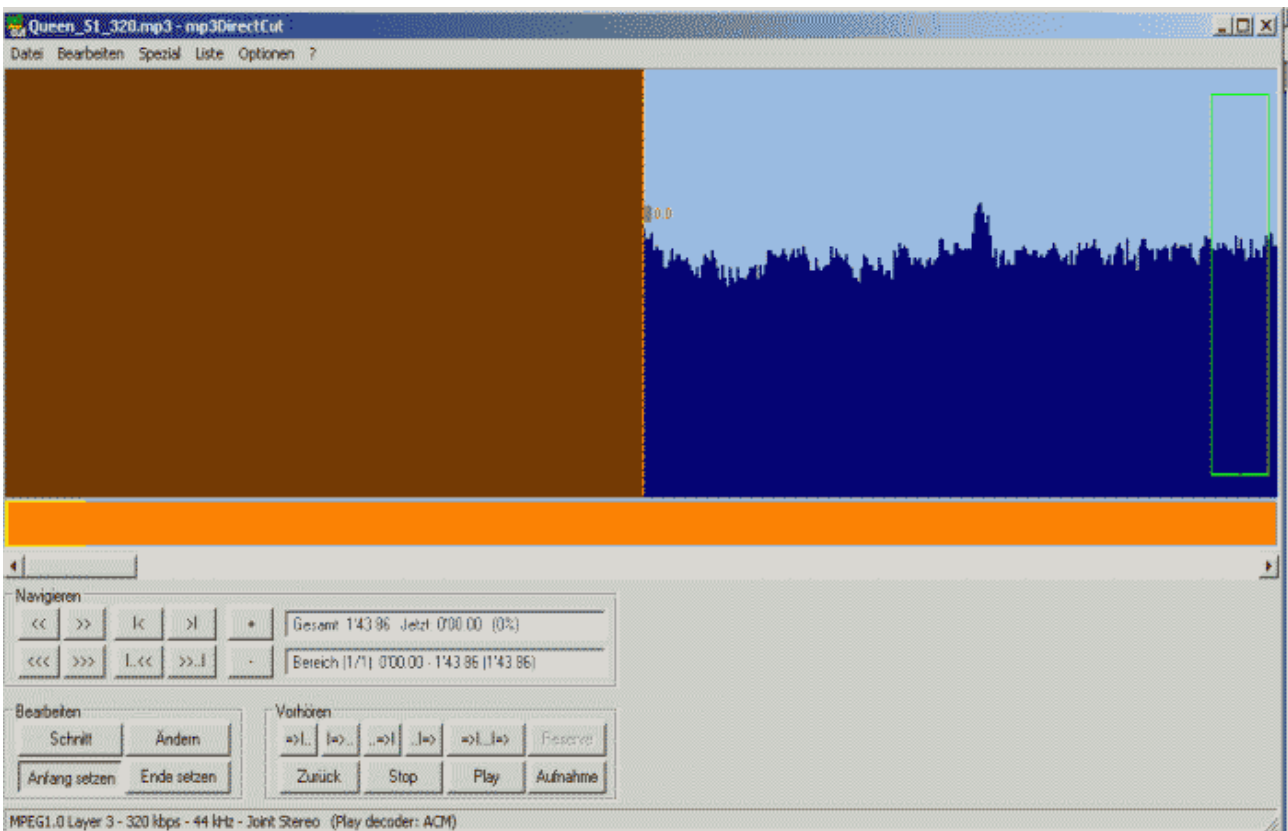 Queen_51_320.mp3 - mp3DirectCut
Datei Bearbeiten Spezial Liste Optionen ?
0.0
Navigieren
<< >> |< >| +
Gesamt: 1'43.86 Jetzt: 0'00.00 (0%)
<<< >>> |..<< >>..| -
Bereich (1/1): 0'00.00 - 1'43.86 (1'43.86)
Bearbeiten
Schnitt Ändern
Anfang setzen Ende setzen
Vorhören
=>|.. |=>.. ..=>| ..|=> =>|...|=> Reserve
Zurück Stop Play Aufnahme
MPEG1.0 Layer 3 - 320 kbps - 44 kHz - Joint Stereo (Play decoder: ACM)